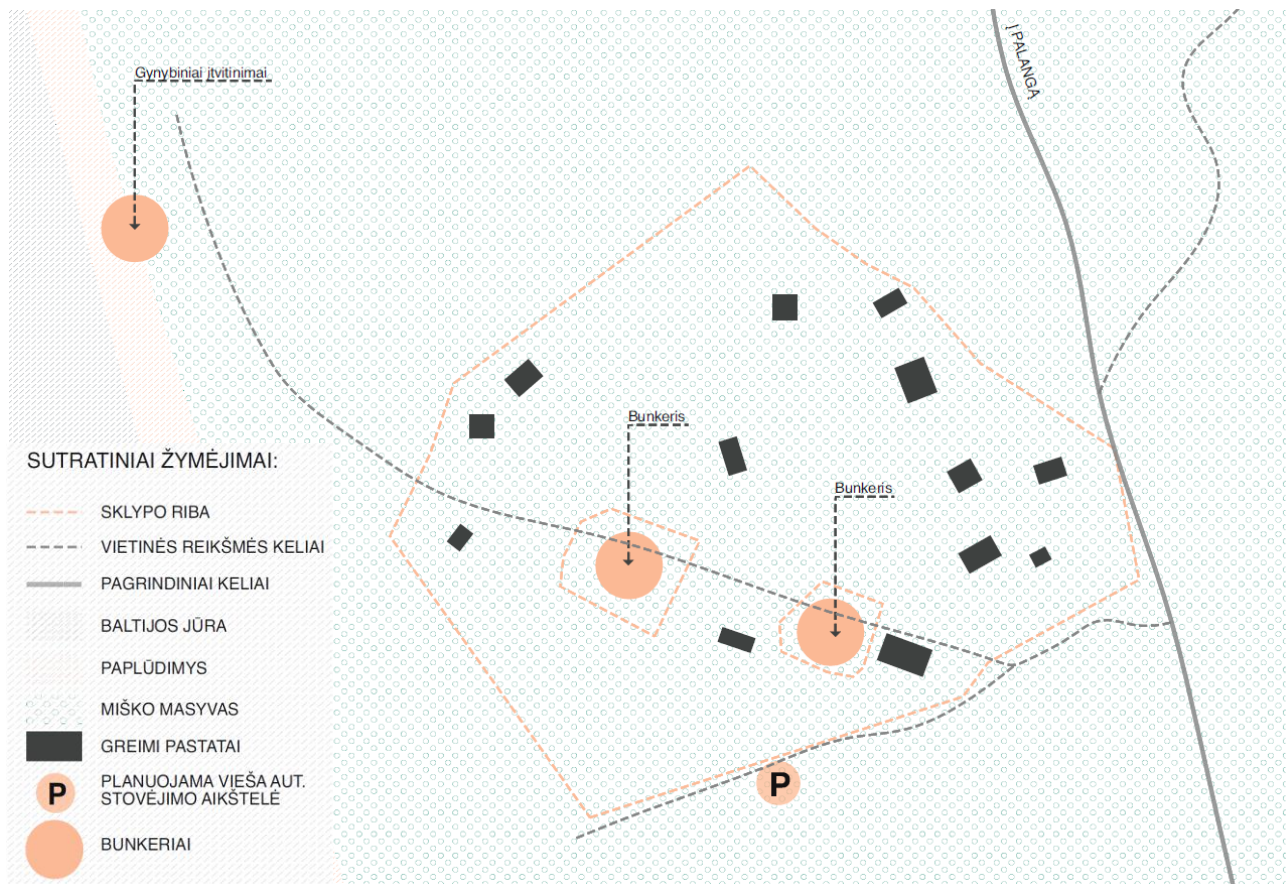 Gynybiniai įtvitinimai
Į PALANGĄ
Bunkeris
Bunkeris
SUTRATINIAI ŽYMĖJIMAI:
SKLYPO RIBA
VIETINĖS REIKŠMĖS KELIAI
PAGRINDINIAI KELIAI
BALTIJOS JŪRA
PAPLŪDIMYS
MIŠKO MASYVAS
GREIMI PASTATAI
P PLANUOJAMA VIEŠA AUT.
STOVĖJIMO AIKŠTELĖ
BUNKERIAI
P